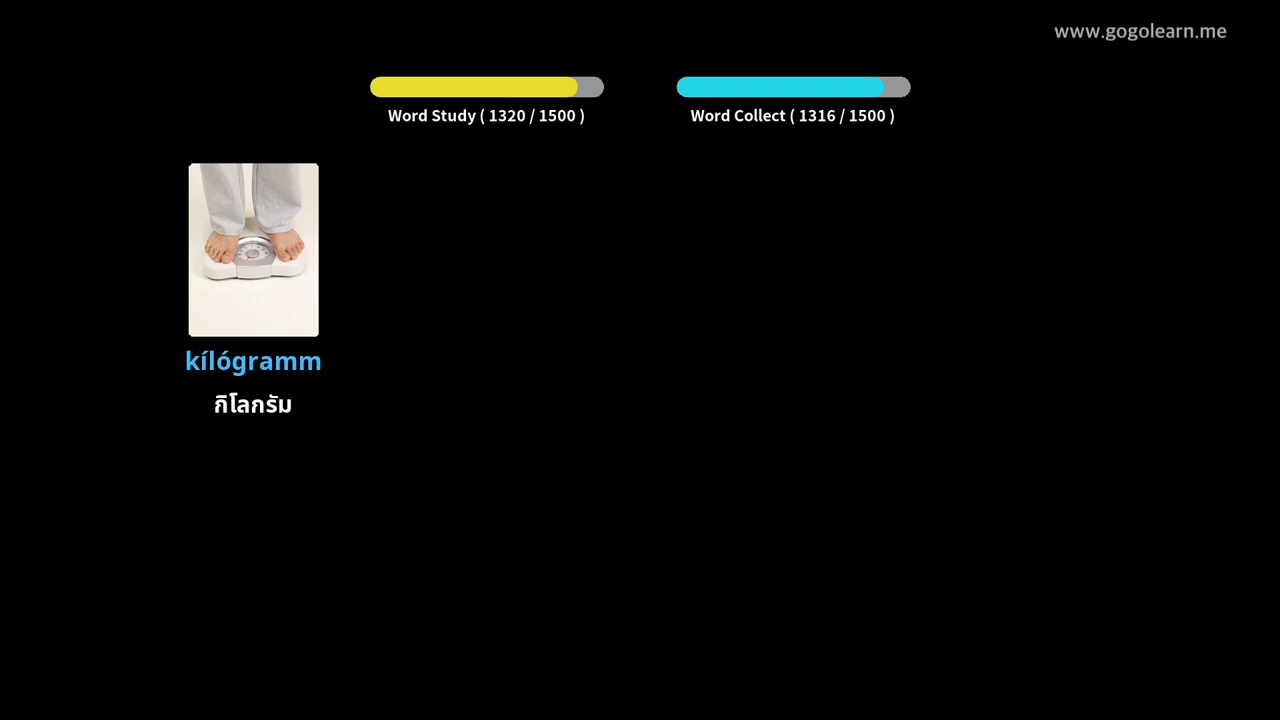 www.gogolearn.me
Word Study ( 1320 / 1500 )
Word Collect ( 1316 / 1500 )
kílógramm
กิโลกรัม